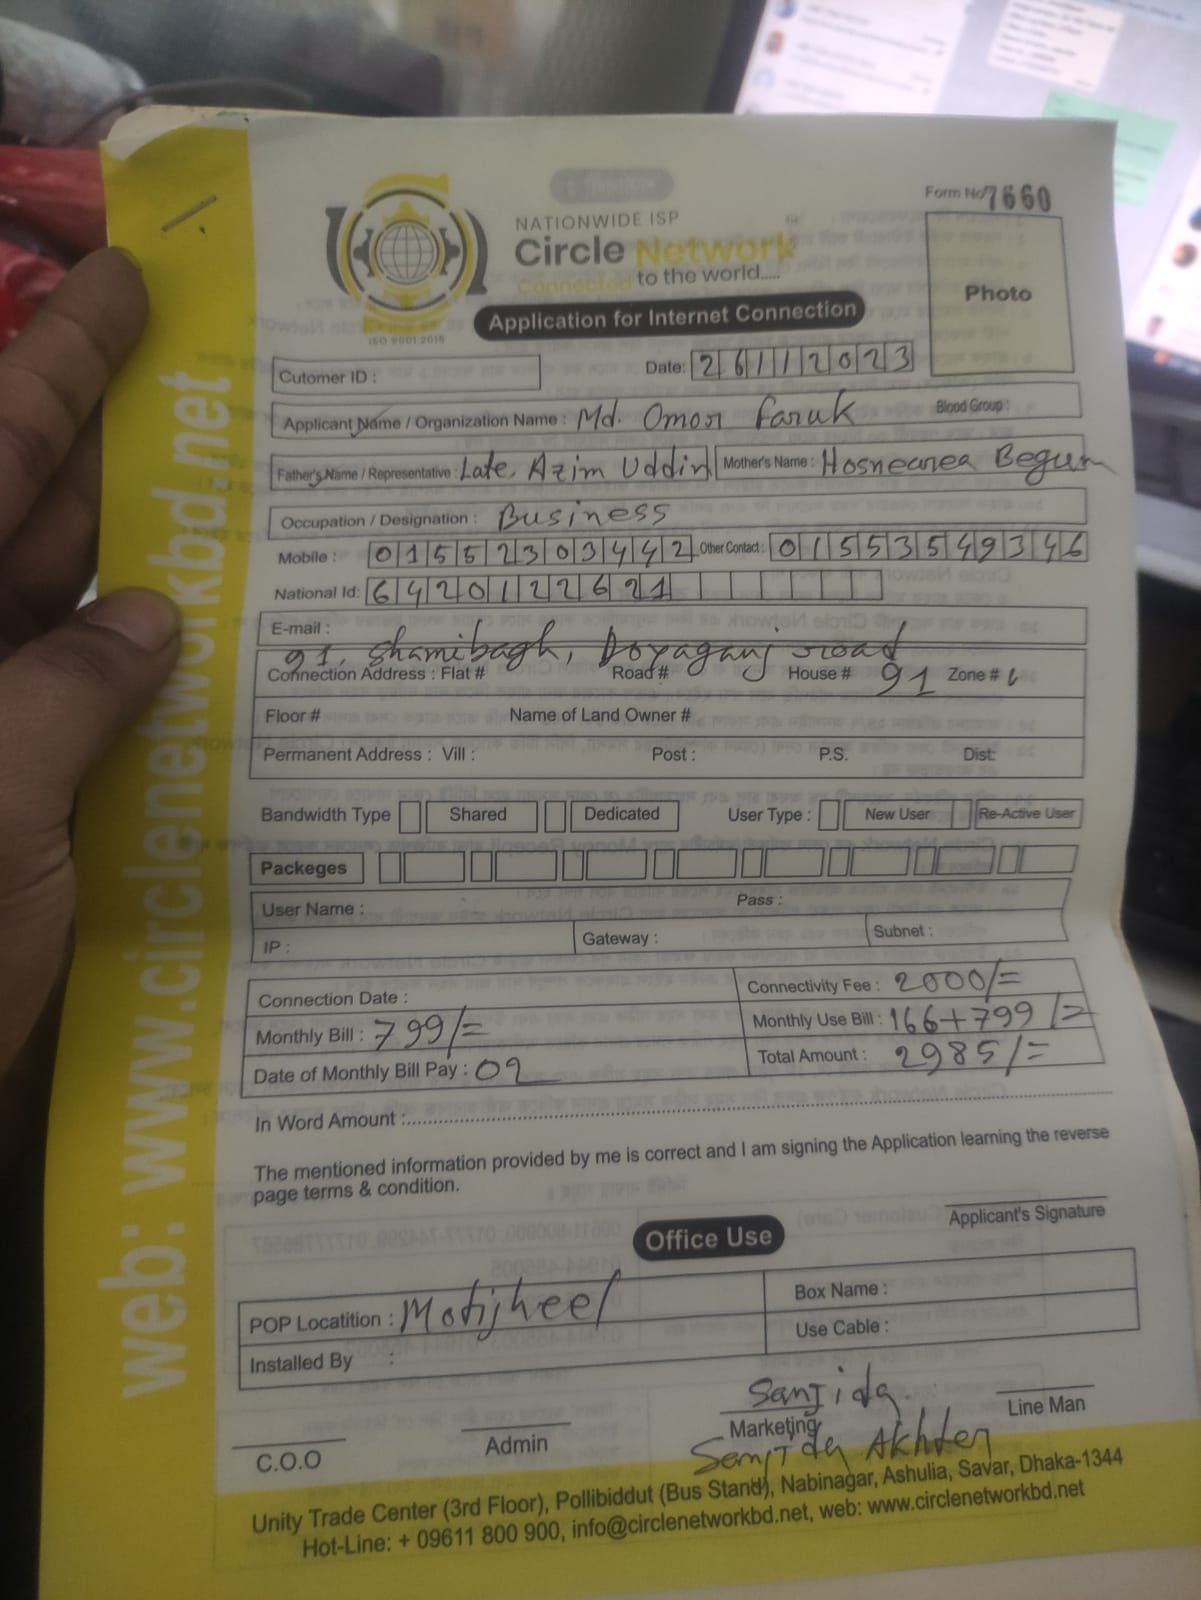 Form No 7660
NATIONWIDE ISP
Circle Network
Connected to the world.....
ISO 9001:2015
Application for Internet Connection
Photo
Cutomer ID :
Date: 26112023
Applicant Name / Organization Name : Md. Omor Faruk Blood Group :
Father's Name / Representative : Late, Azim Uddin Mother's Name : Hosnearea Begum
Occupation / Designation : Business
Mobile : 01552303442 Other Contact : 01553549346
National Id: 6420122621
E-mail :
91, Shamibagh, Doyaganj road
Connection Address : Flat # Road # House # 91 Zone # 6
Floor # Name of Land Owner #
Permanent Address : Vill : Post : P.S. Dist:
Bandwidth Type Shared Dedicated User Type : New User Re-Active User
Packeges
User Name : Pass :
IP : Gateway : Subnet :
Connection Date : Connectivity Fee : 2000/=
Monthly Bill : 799/= Monthly Use Bill : 166+799/=
Date of Monthly Bill Pay : 02 Total Amount : 2985/=
In Word Amount :
The mentioned information provided by me is correct and I am signing the Application learning the reverse
page terms & condition.
Applicant's Signature
Office Use
POP Locatition : Motijheel Box Name :
Installed By : Use Cable :
Sanjida
C.O.O Admin Marketing Line Man
Sanjida Akhter
Unity Trade Center (3rd Floor), Pollibiddut (Bus Stand), Nabinagar, Ashulia, Savar, Dhaka-1344
Hot-Line: + 09611 800 900, info@circlenetworkbd.net, web: www.circlenetworkbd.net
web: www.circlenetworkbd.net